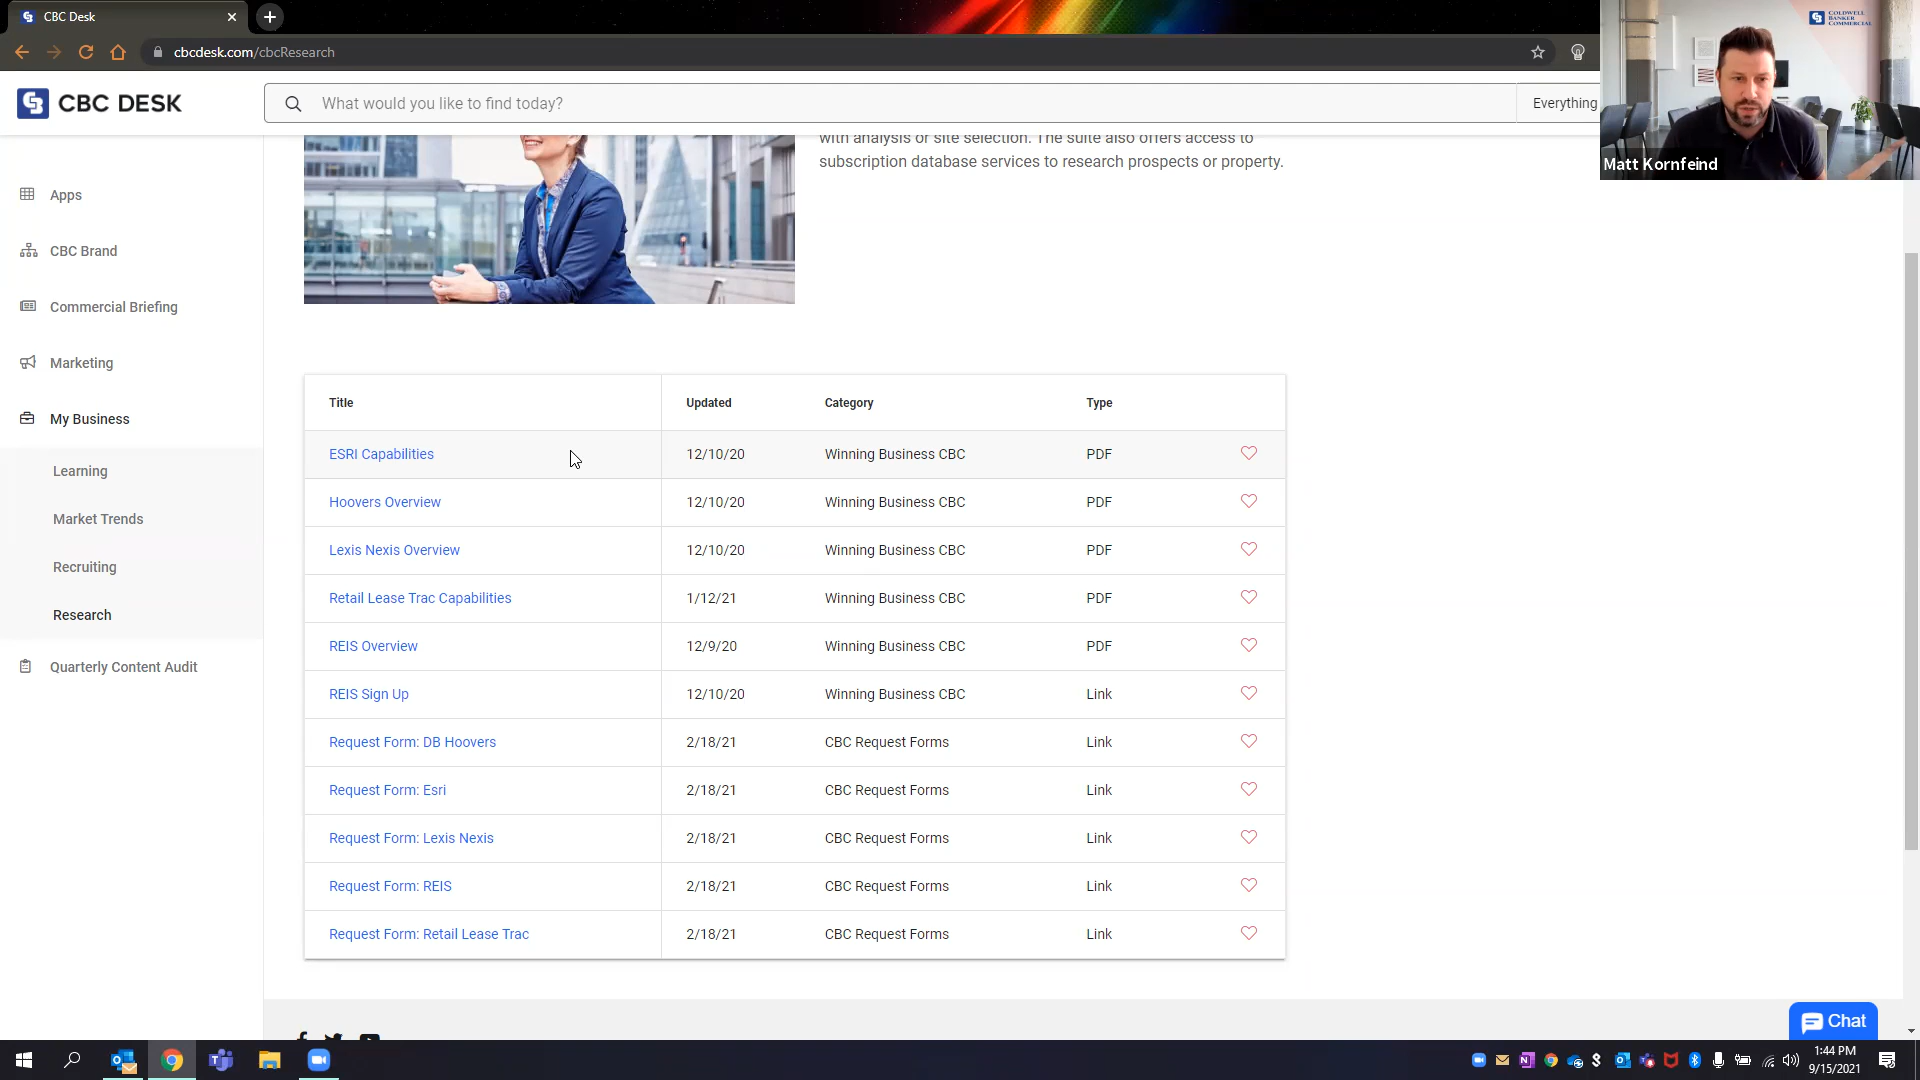 CBC Desk
cbcdesk.com/cbcResearch
COLDWELL
BANKER
COMMERCIAL
CBC DESK
What would you like to find today?
Everything
Matt Kornfeind
with analysis or site selection. The suite also offers access to
subscription database services to research prospects or property.
Apps
CBC Brand
Commercial Briefing
Marketing
My Business
Learning
Market Trends
Recruiting
Research
Quarterly Content Audit
Title Updated Category Type
ESRI Capabilities 12/10/20 Winning Business CBC PDF
Hoovers Overview 12/10/20 Winning Business CBC PDF
Lexis Nexis Overview 12/10/20 Winning Business CBC PDF
Retail Lease Trac Capabilities 1/12/21 Winning Business CBC PDF
REIS Overview 12/9/20 Winning Business CBC PDF
REIS Sign Up 12/10/20 Winning Business CBC Link
Request Form: DB Hoovers 2/18/21 CBC Request Forms Link
Request Form: Esri 2/18/21 CBC Request Forms Link
Request Form: Lexis Nexis 2/18/21 CBC Request Forms Link
Request Form: REIS 2/18/21 CBC Request Forms Link
Request Form: Retail Lease Trac 2/18/21 CBC Request Forms Link
Chat
1:44 PM
9/15/2021